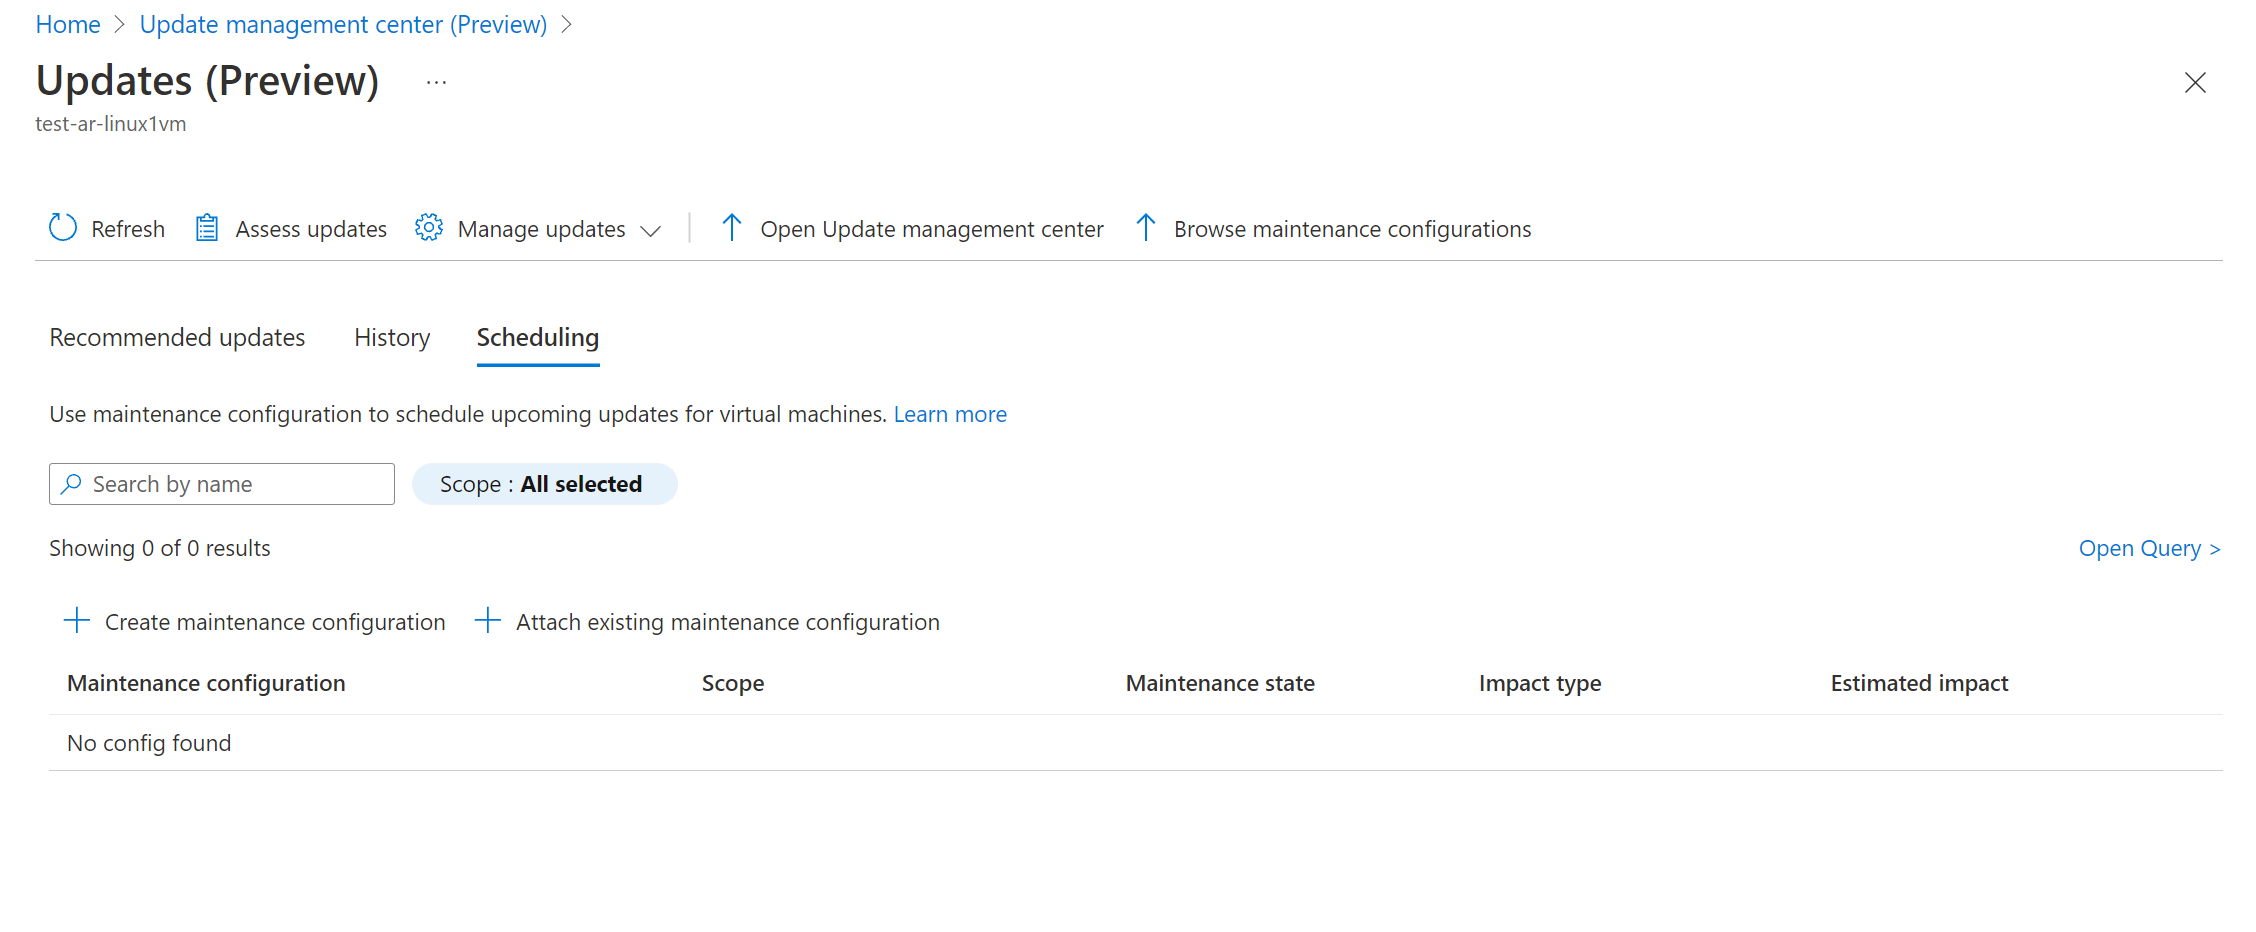 Home > Update management center (Preview) >
Updates (Preview) ...
test-ar-linux1vm
Refresh Assess updates Manage updates Open Update management center Browse maintenance configurations
Recommended updates History Scheduling
Use maintenance configuration to schedule upcoming updates for virtual machines. Learn more
Search by name Scope : All selected
Showing 0 of 0 results Open Query >
Create maintenance configuration Attach existing maintenance configuration
Maintenance configuration Scope Maintenance state Impact type Estimated impact
No config found